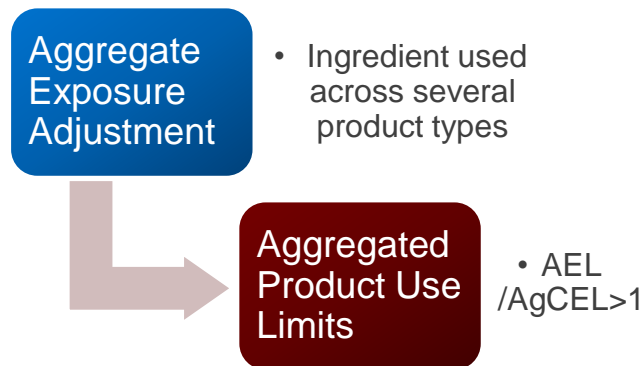 Aggregate
Exposure
Adjustment
• Ingredient used
across several
product types
Aggregated
Product Use
Limits
• AEL
/AgCEL>1